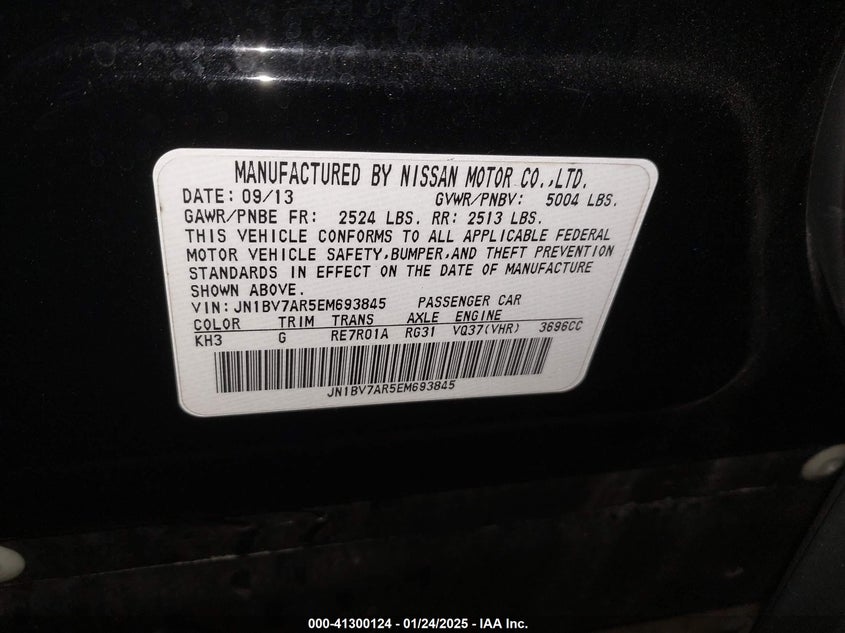 MANUFACTURED BY NISSAN MOTOR CO.,LTD.
DATE: 09/13 GVWR/PNBV: 5004 LBS.
GAWR/PNBE FR: 2524 LBS. RR: 2513 LBS.
THIS VEHICLE CONFORMS TO ALL APPLICABLE FEDERAL
MOTOR VEHICLE SAFETY,BUMPER,AND THEFT PREVENTION
STANDARDS IN EFFECT ON THE DATE OF MANUFACTURE
SHOWN ABOVE.
VIN: JN1BV7AR5EM693845 PASSENGER CAR
COLOR TRIM TRANS AXLE ENGINE
KH3 G RE7R01A RG31 VQ37(VHR) 3696CC
JN1BV7AR5EM693845
000-41300124 - 01/24/2025 - IAA Inc.